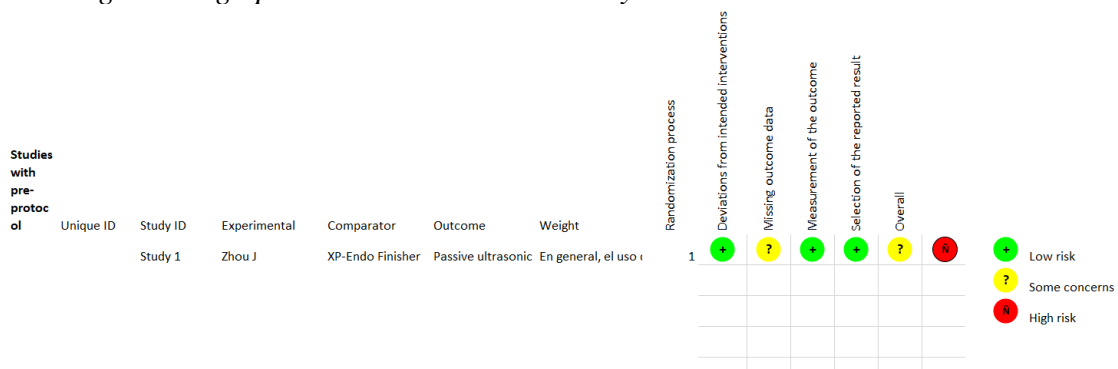 Studies
with
pre-
protoc
ol
Unique ID Study ID Experimental Comparator Outcome Weight
Randomization process
Deviations from intended interventions
Missing outcome data
Measurement of the outcome
Selection of the reported result
Overall
Study 1 Zhou J XP-Endo Finisher Passive ultrasonic En general, el uso 1 + ? + + ? Ñ
+ Low risk
? Some concerns
Ñ High risk